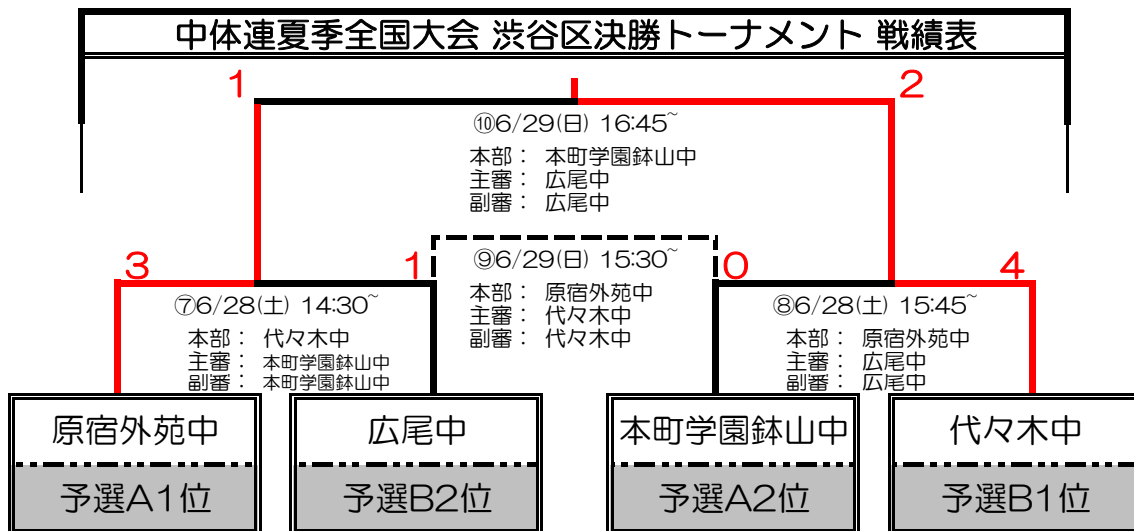 中体連夏季全国大会 渋谷区決勝トーナメント 戦績表
1
2
⑩6/29(日) 16:45~
本部： 本町学園鉢山中
主審： 広尾中
副審： 広尾中
3
1
⑨6/29(日) 15:30~
0
4
本部： 原宿外苑中
主審： 代々木中
副審： 代々木中
⑦6/28(土) 14:30~
本部： 代々木中
主審： 本町学園鉢山中
副審： 本町学園鉢山中
⑧6/28(土) 15:45~
本部： 原宿外苑中
主審： 広尾中
副審： 広尾中
原宿外苑中
予選A1位
広尾中
予選B2位
本町学園鉢山中
予選A2位
代々木中
予選B1位